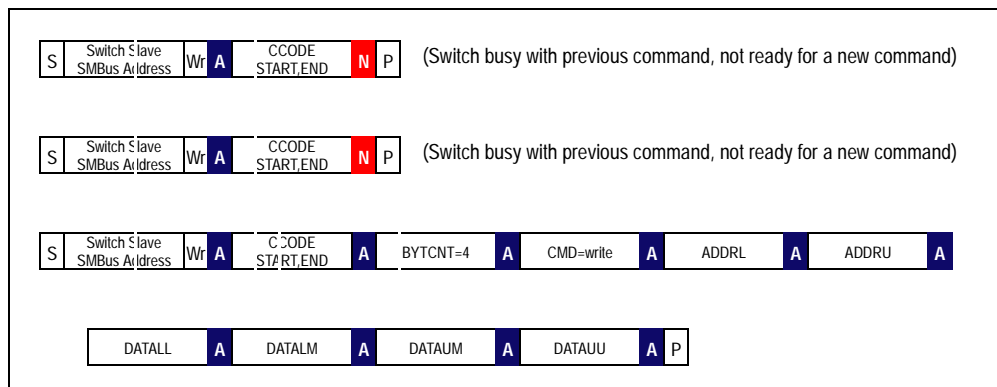 S Switch Slave SMBus Address Wr A CCODE START,END N P (Switch busy with previous command, not ready for a new command)
S Switch Slave SMBus Address Wr A CCODE START,END N P (Switch busy with previous command, not ready for a new command)
S Switch Slave SMBus Address Wr A CCODE START,END A BYTCNT=4 A CMD=write A ADDRL A ADDRU A
DATALL A DATALM A DATAUM A DATAUU A P